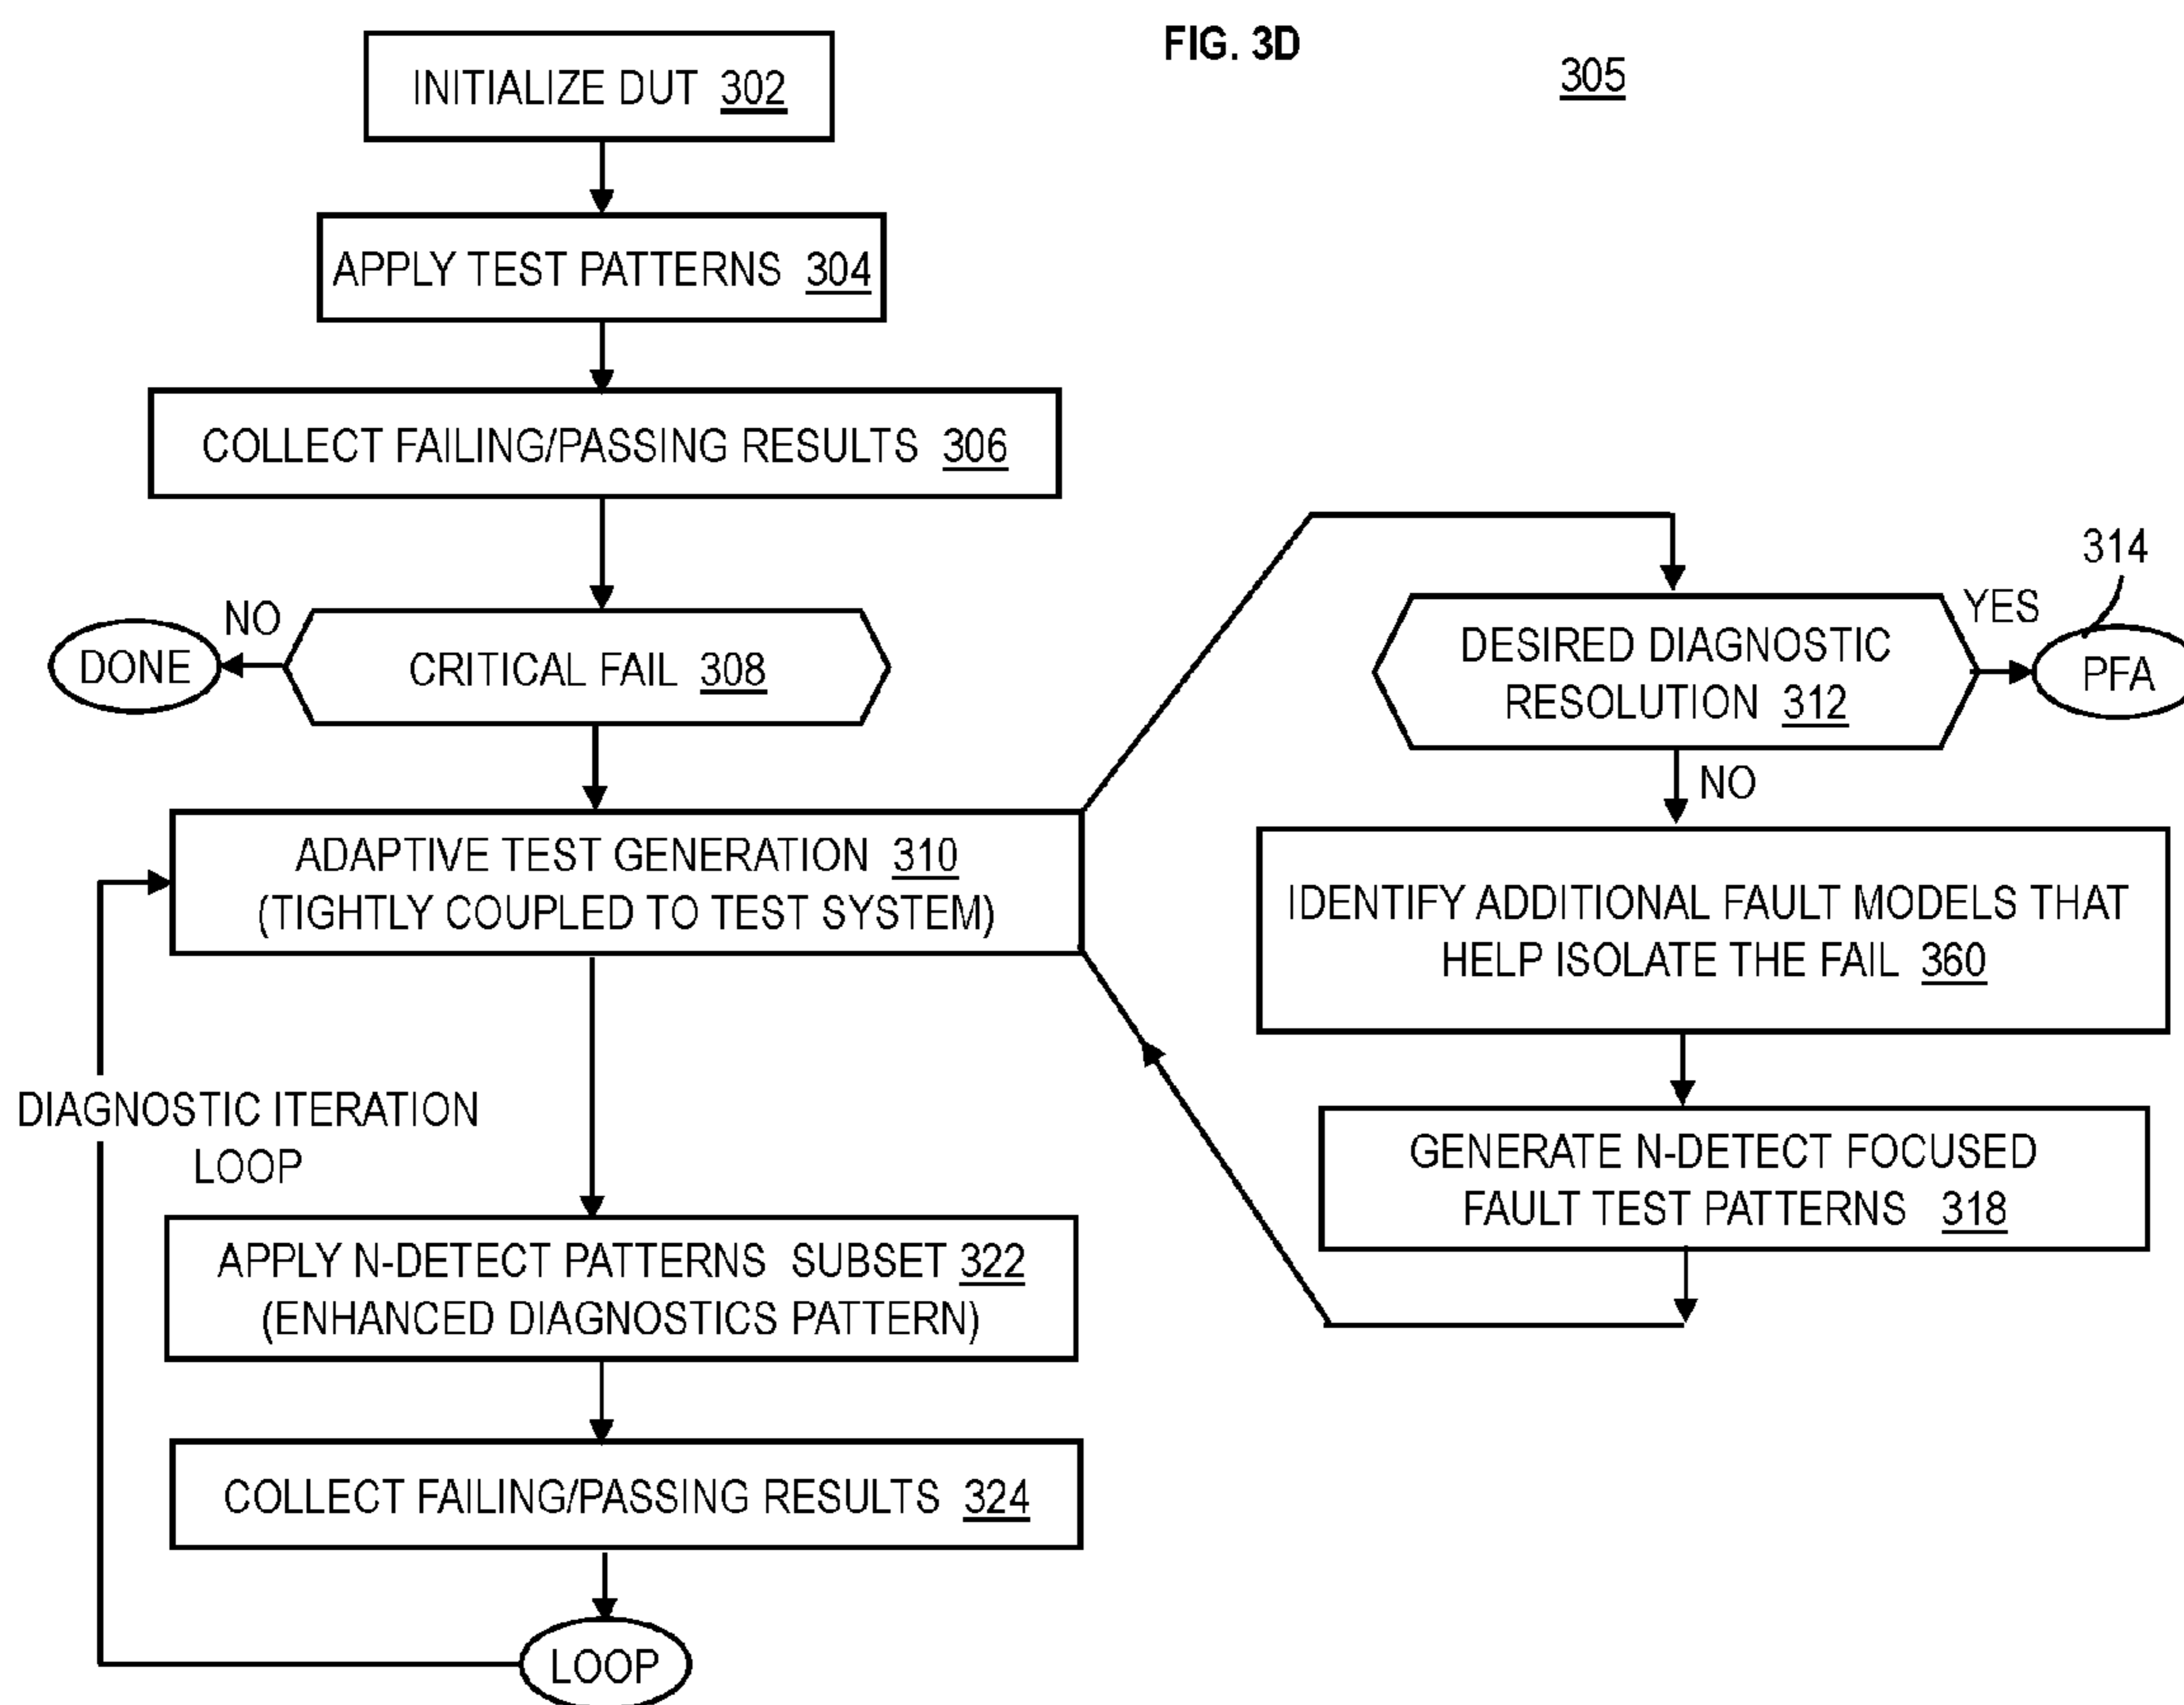 FIG. 3D
305
INITIALIZE DUT 302
APPLY TEST PATTERNS 304
COLLECT FAILING/PASSING RESULTS 306
NO
DONE
CRITICAL FAIL 308
ADAPTIVE TEST GENERATION 310
(TIGHTLY COUPLED TO TEST SYSTEM)
DIAGNOSTIC ITERATION
LOOP
APPLY N-DETECT PATTERNS SUBSET 322
(ENHANCED DIAGNOSTICS PATTERN)
COLLECT FAILING/PASSING RESULTS 324
LOOP
314
YES
DESIRED DIAGNOSTIC
RESOLUTION 312
PFA
NO
IDENTIFY ADDITIONAL FAULT MODELS THAT
HELP ISOLATE THE FAIL 360
GENERATE N-DETECT FOCUSED
FAULT TEST PATTERNS 318